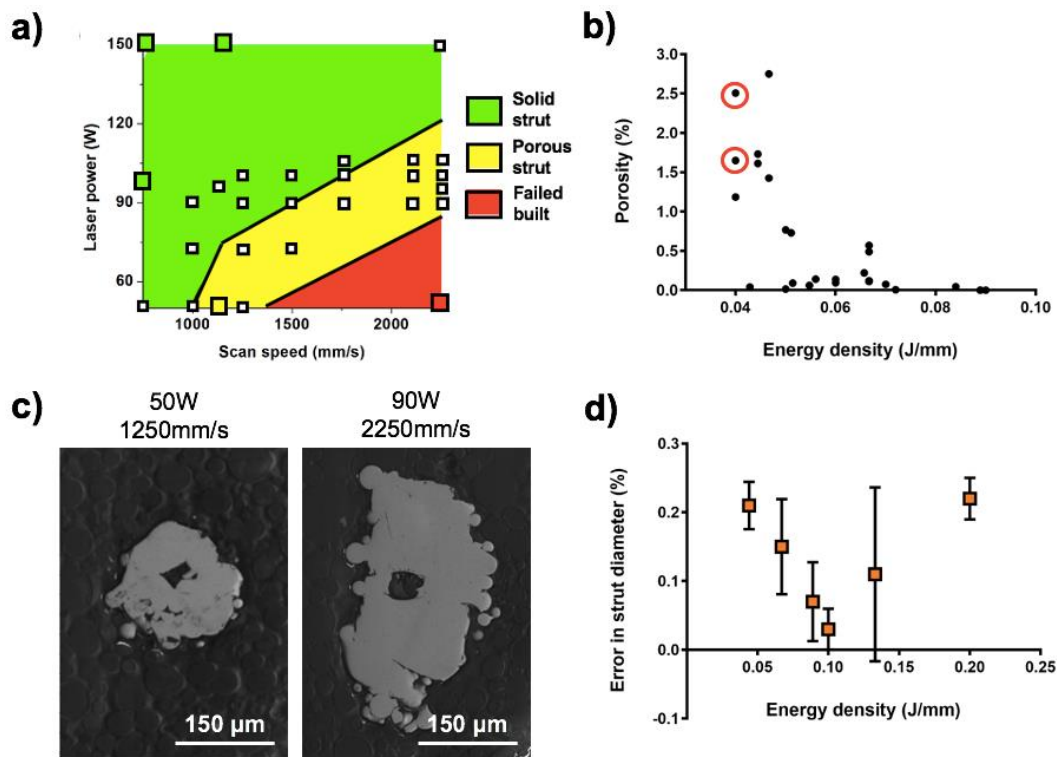 a)
150
120
90
60
Laser power (W)
1000
1500
2000
Scan speed (mm/s)
Solid
strut
Porous
strut
Failed
built
b)
3.0
2.5
2.0
1.5
1.0
0.5
0.0
Porosity (%)
0.04
0.06
0.08
0.10
Energy density (J/mm)
c)
50W
1250mm/s
150 µm
90W
2250mm/s
150 µm
d)
0.3
0.2
0.1
0.0
-0.1
Error in strut diameter (%)
0.05
0.10
0.15
0.20
0.25
Energy density (J/mm)